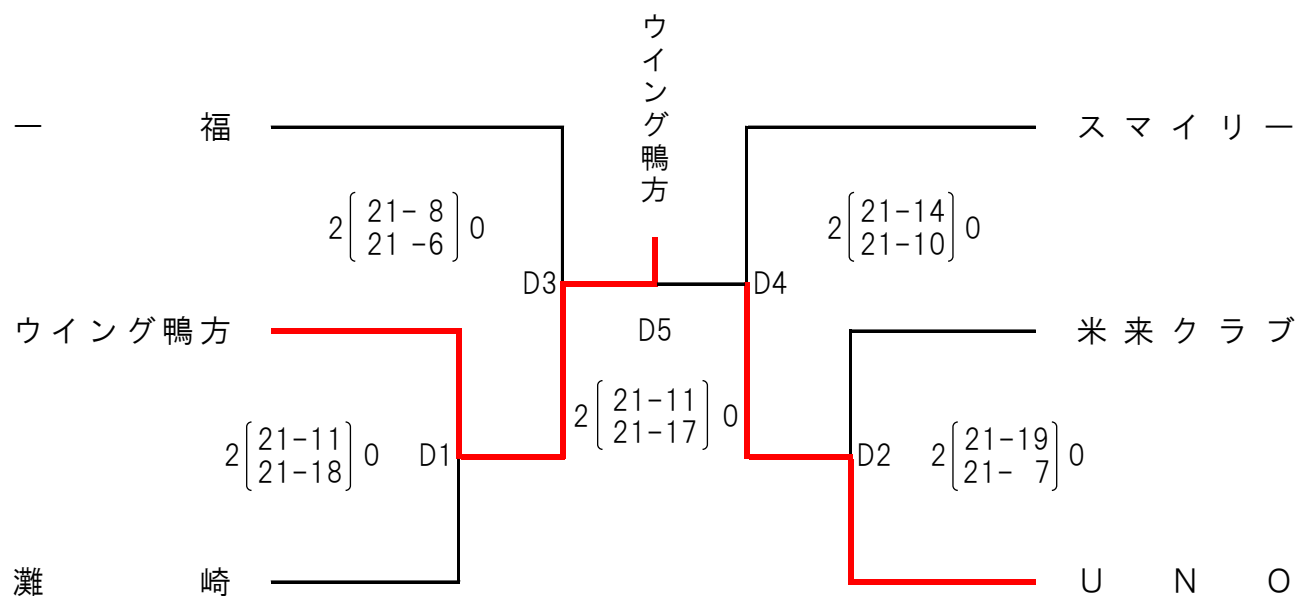 ウイング鴨方
一福
スマイリー
2 21- 8 0
21 -6
2 21-14 0
21-10
D3
D4
ウイング鴨方
D5
米来クラブ
2 21-11 0
21-17
2 21-11 0
21-18
D1
D2
2 21-19 0
21- 7
灘崎
UNO